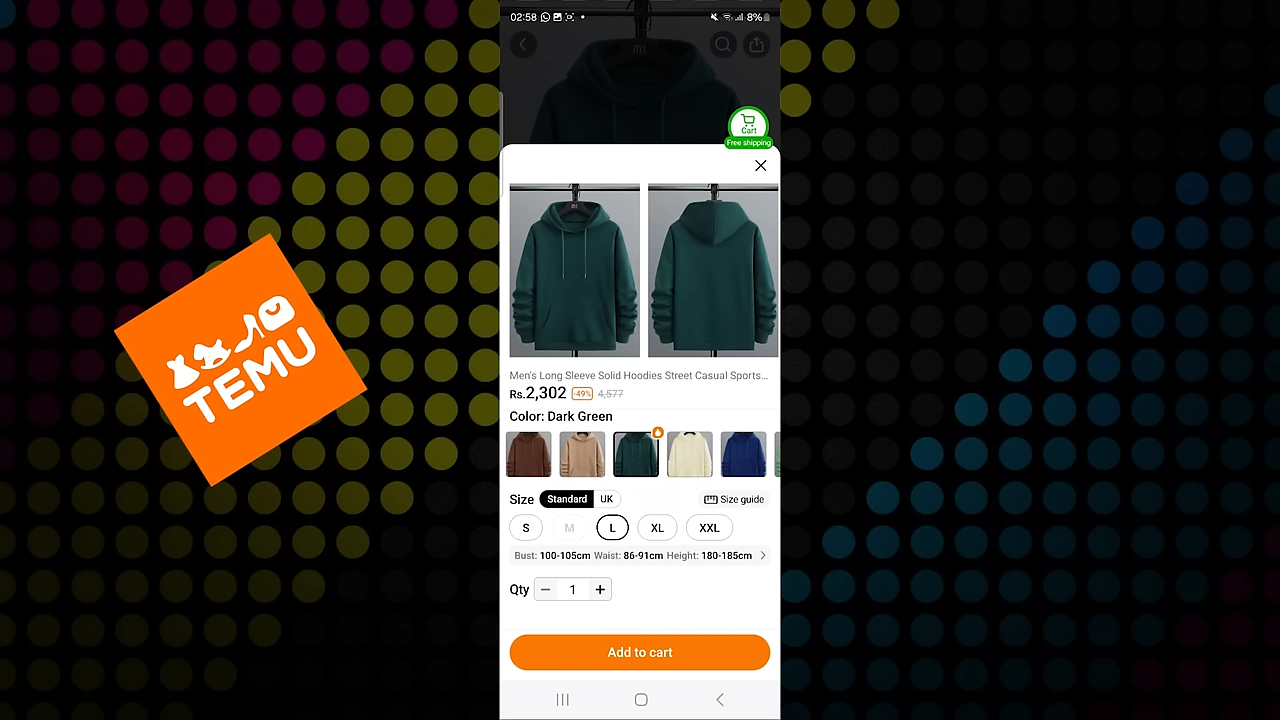 02:58
8%
Cart
Free shipping
TEMU
Men's Long Sleeve Solid Hoodies Street Casual Sports...
Rs.2,302 -49% 4,577
Color: Dark Green
Size Standard UK Size guide
S M L XL XXL
Bust: 100-105cm Waist: 86-91cm Height: 180-185cm
Qty 1
Add to cart